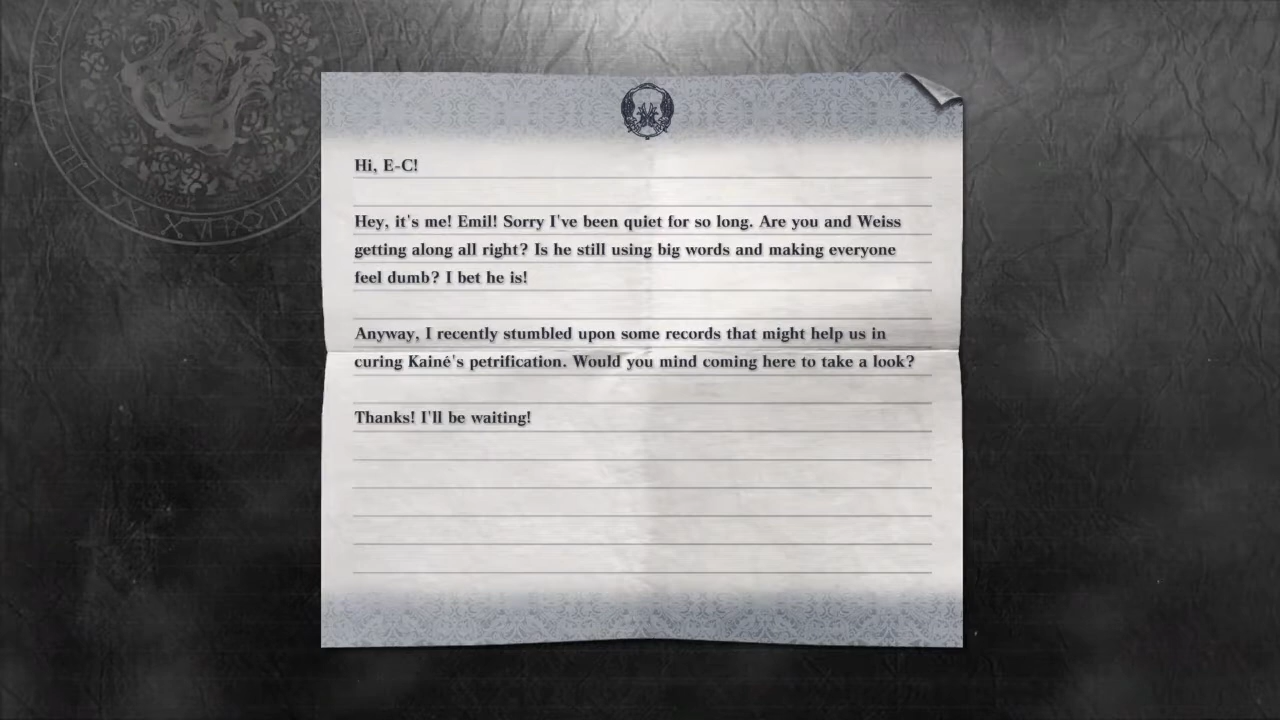 Hi, E-C!
Hey, it's me! Emil! Sorry I've been quiet for so long. Are you and Weiss
getting along all right? Is he still using big words and making everyone
feel dumb? I bet he is!
Anyway, I recently stumbled upon some records that might help us in
curing Kainé's petrification. Would you mind coming here to take a look?
Thanks! I'll be waiting!